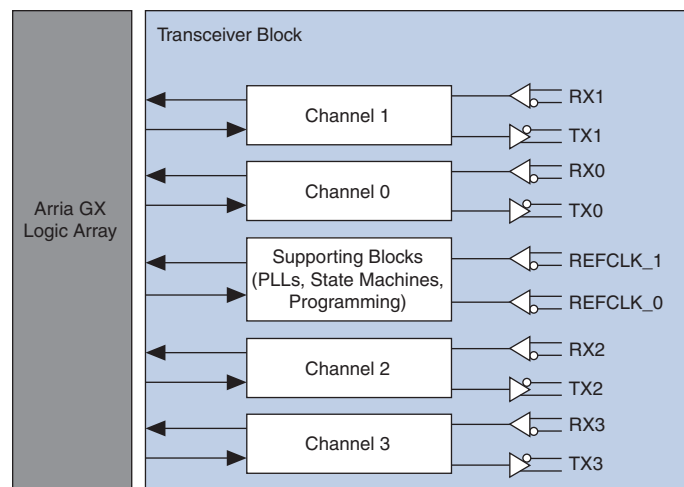 Transceiver Block
RX1
Channel 1
TX1
RX0
Channel 0
TX0
Arria GX
Logic Array
Supporting Blocks
(PLLs, State Machines,
Programming)
REFCLK_1
REFCLK_0
RX2
Channel 2
TX2
RX3
Channel 3
TX3